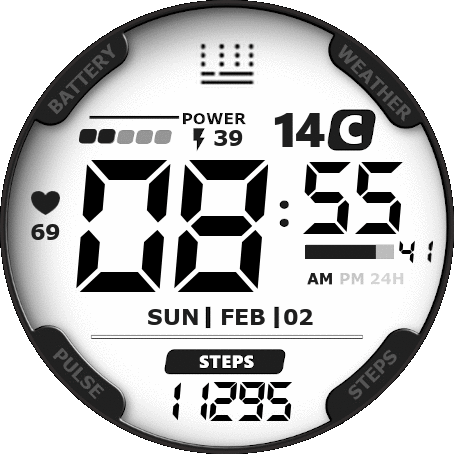 BATTERY
WEATHER
POWER
39
14C
69
08:55
41
AM PM 24H
SUN| FEB |02
STEPS
11295
PULSE
STEPS